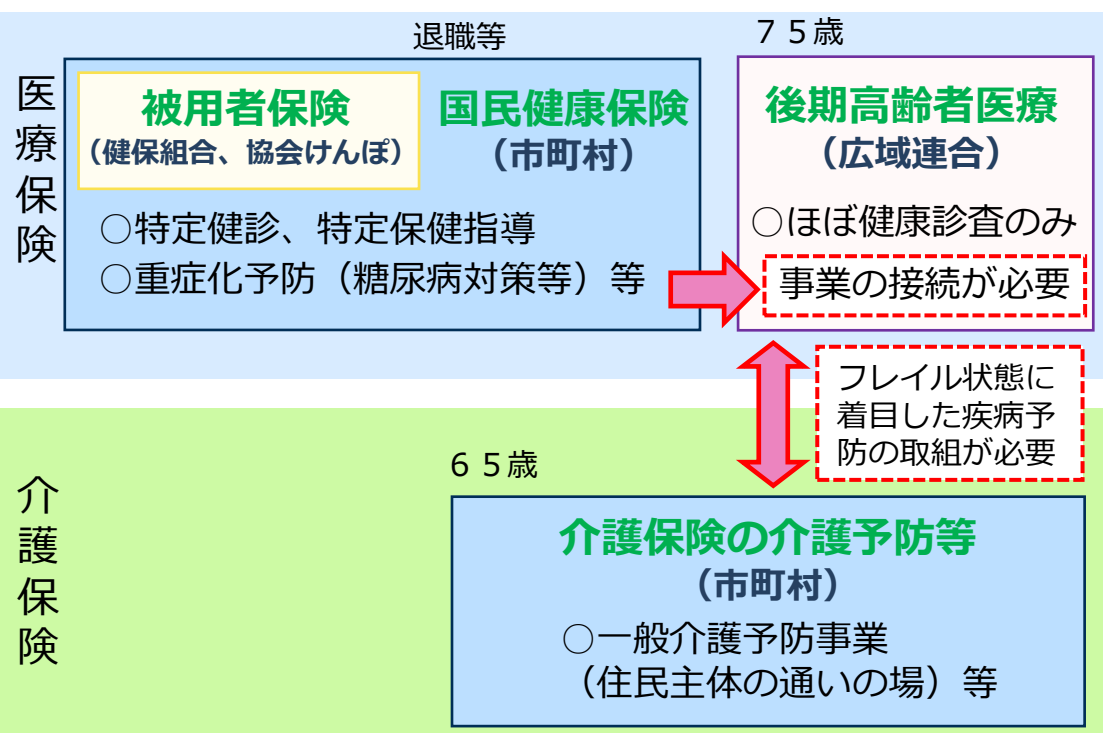 退職等
７５歳
医療保険
被用者保険
（健保組合、協会けんぽ）
国民健康保険
（市町村）
○特定健診、特定保健指導
○重症化予防（糖尿病対策等）等
後期高齢者医療
（広域連合）
○ほぼ健康診査のみ
事業の接続が必要
フレイル状態に
着目した疾病予
防の取組が必要
介護保険
６５歳
介護保険の介護予防等
（市町村）
○一般介護予防事業
（住民主体の通いの場）等